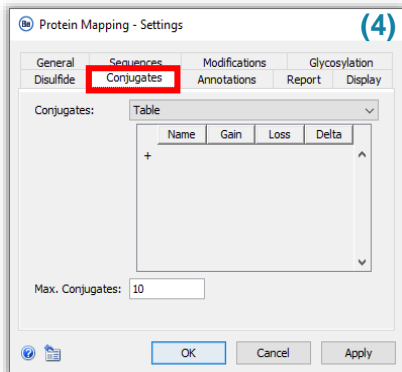 Protein Mapping - Settings
(4)
General Sequences Modifications Glycosylation
Disulfide Conjugates Annotations Report Display
Conjugates: Table
Name Gain Loss Delta
+
Max. Conjugates: 10
OK Cancel Apply